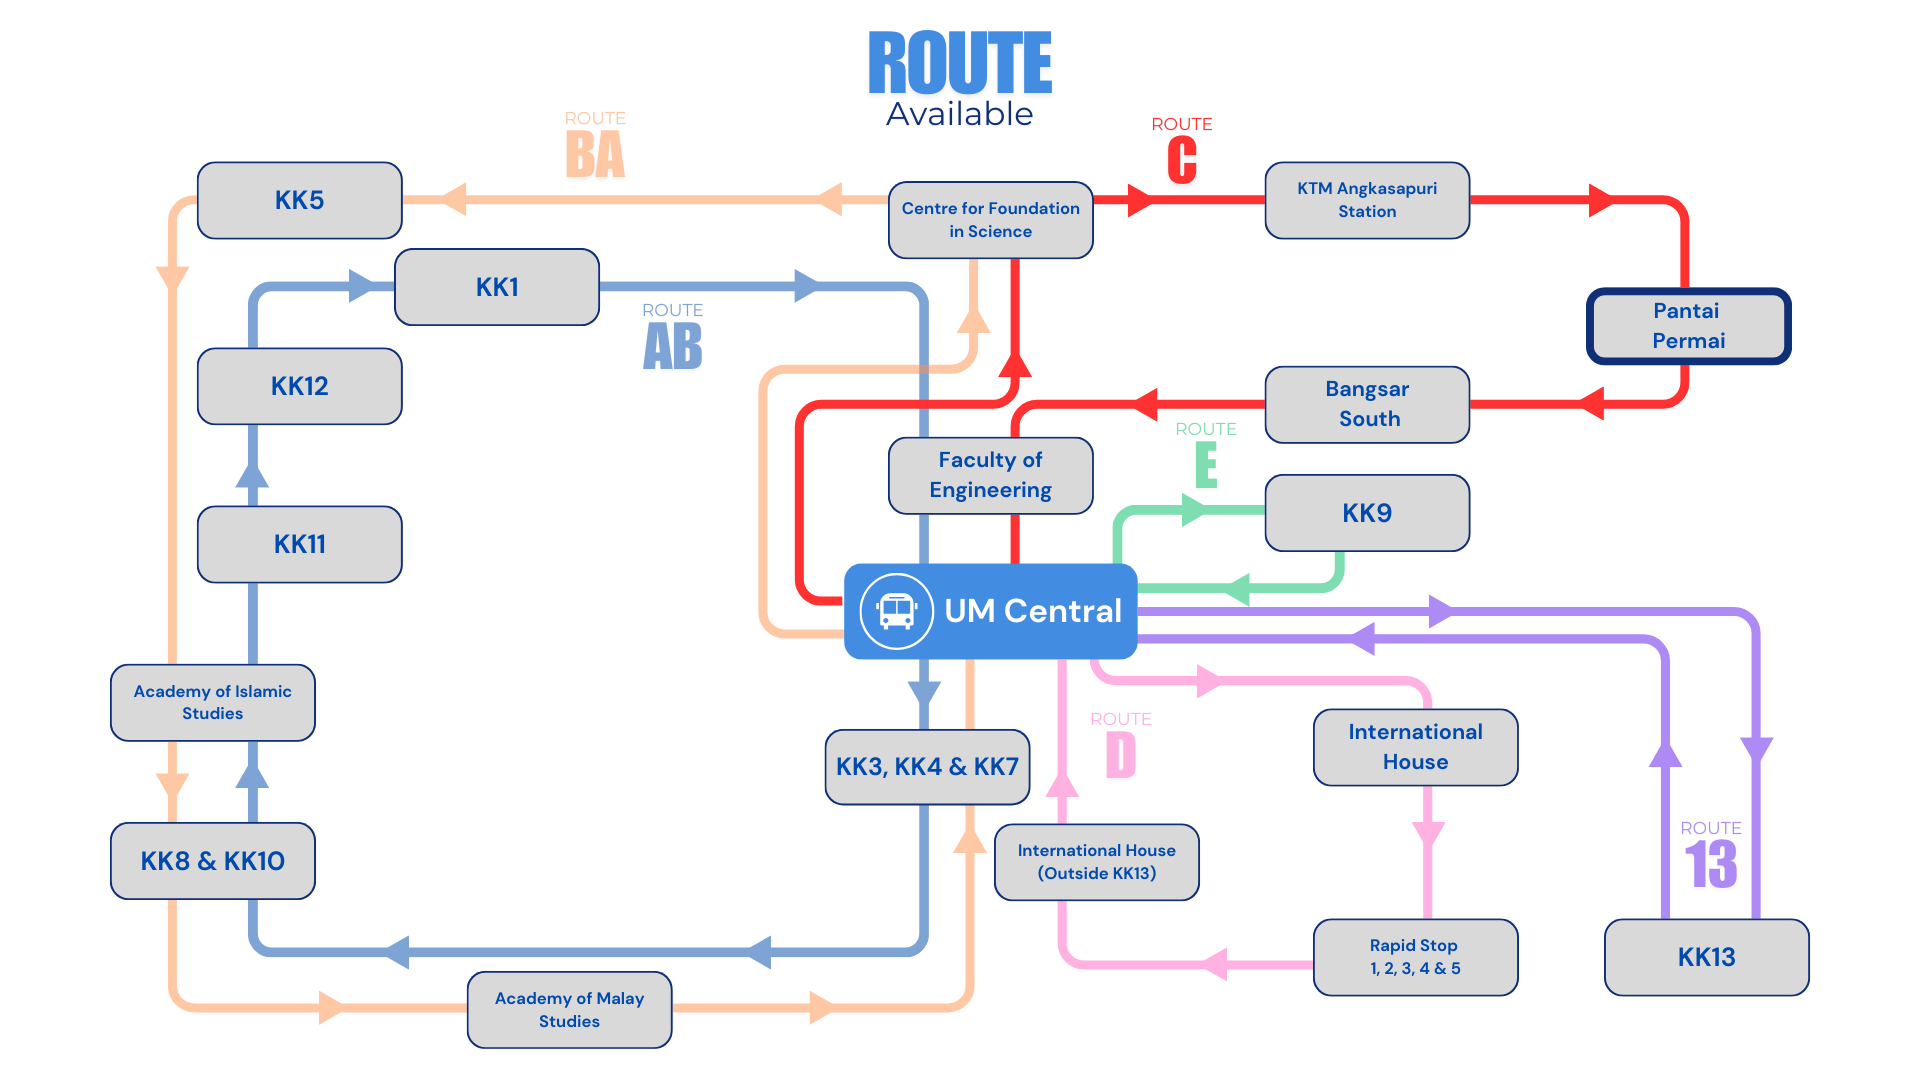 ROUTE
Available
ROUTE
BA
ROUTE
C
KK5
Centre for Foundation
in Science
KTM Angkasapuri
Station
KK1
ROUTE
AB
Pantai
Permai
KK12
Bangsar
South
ROUTE
E
Faculty of
Engineering
KK9
KK11
UM Central
Academy of Islamic
Studies
KK3, KK4 & KK7
ROUTE
D
International
House
KK8 & KK10
International House
(Outside KK13)
ROUTE
13
Rapid Stop
1, 2, 3, 4 & 5
KK13
Academy of Malay
Studies